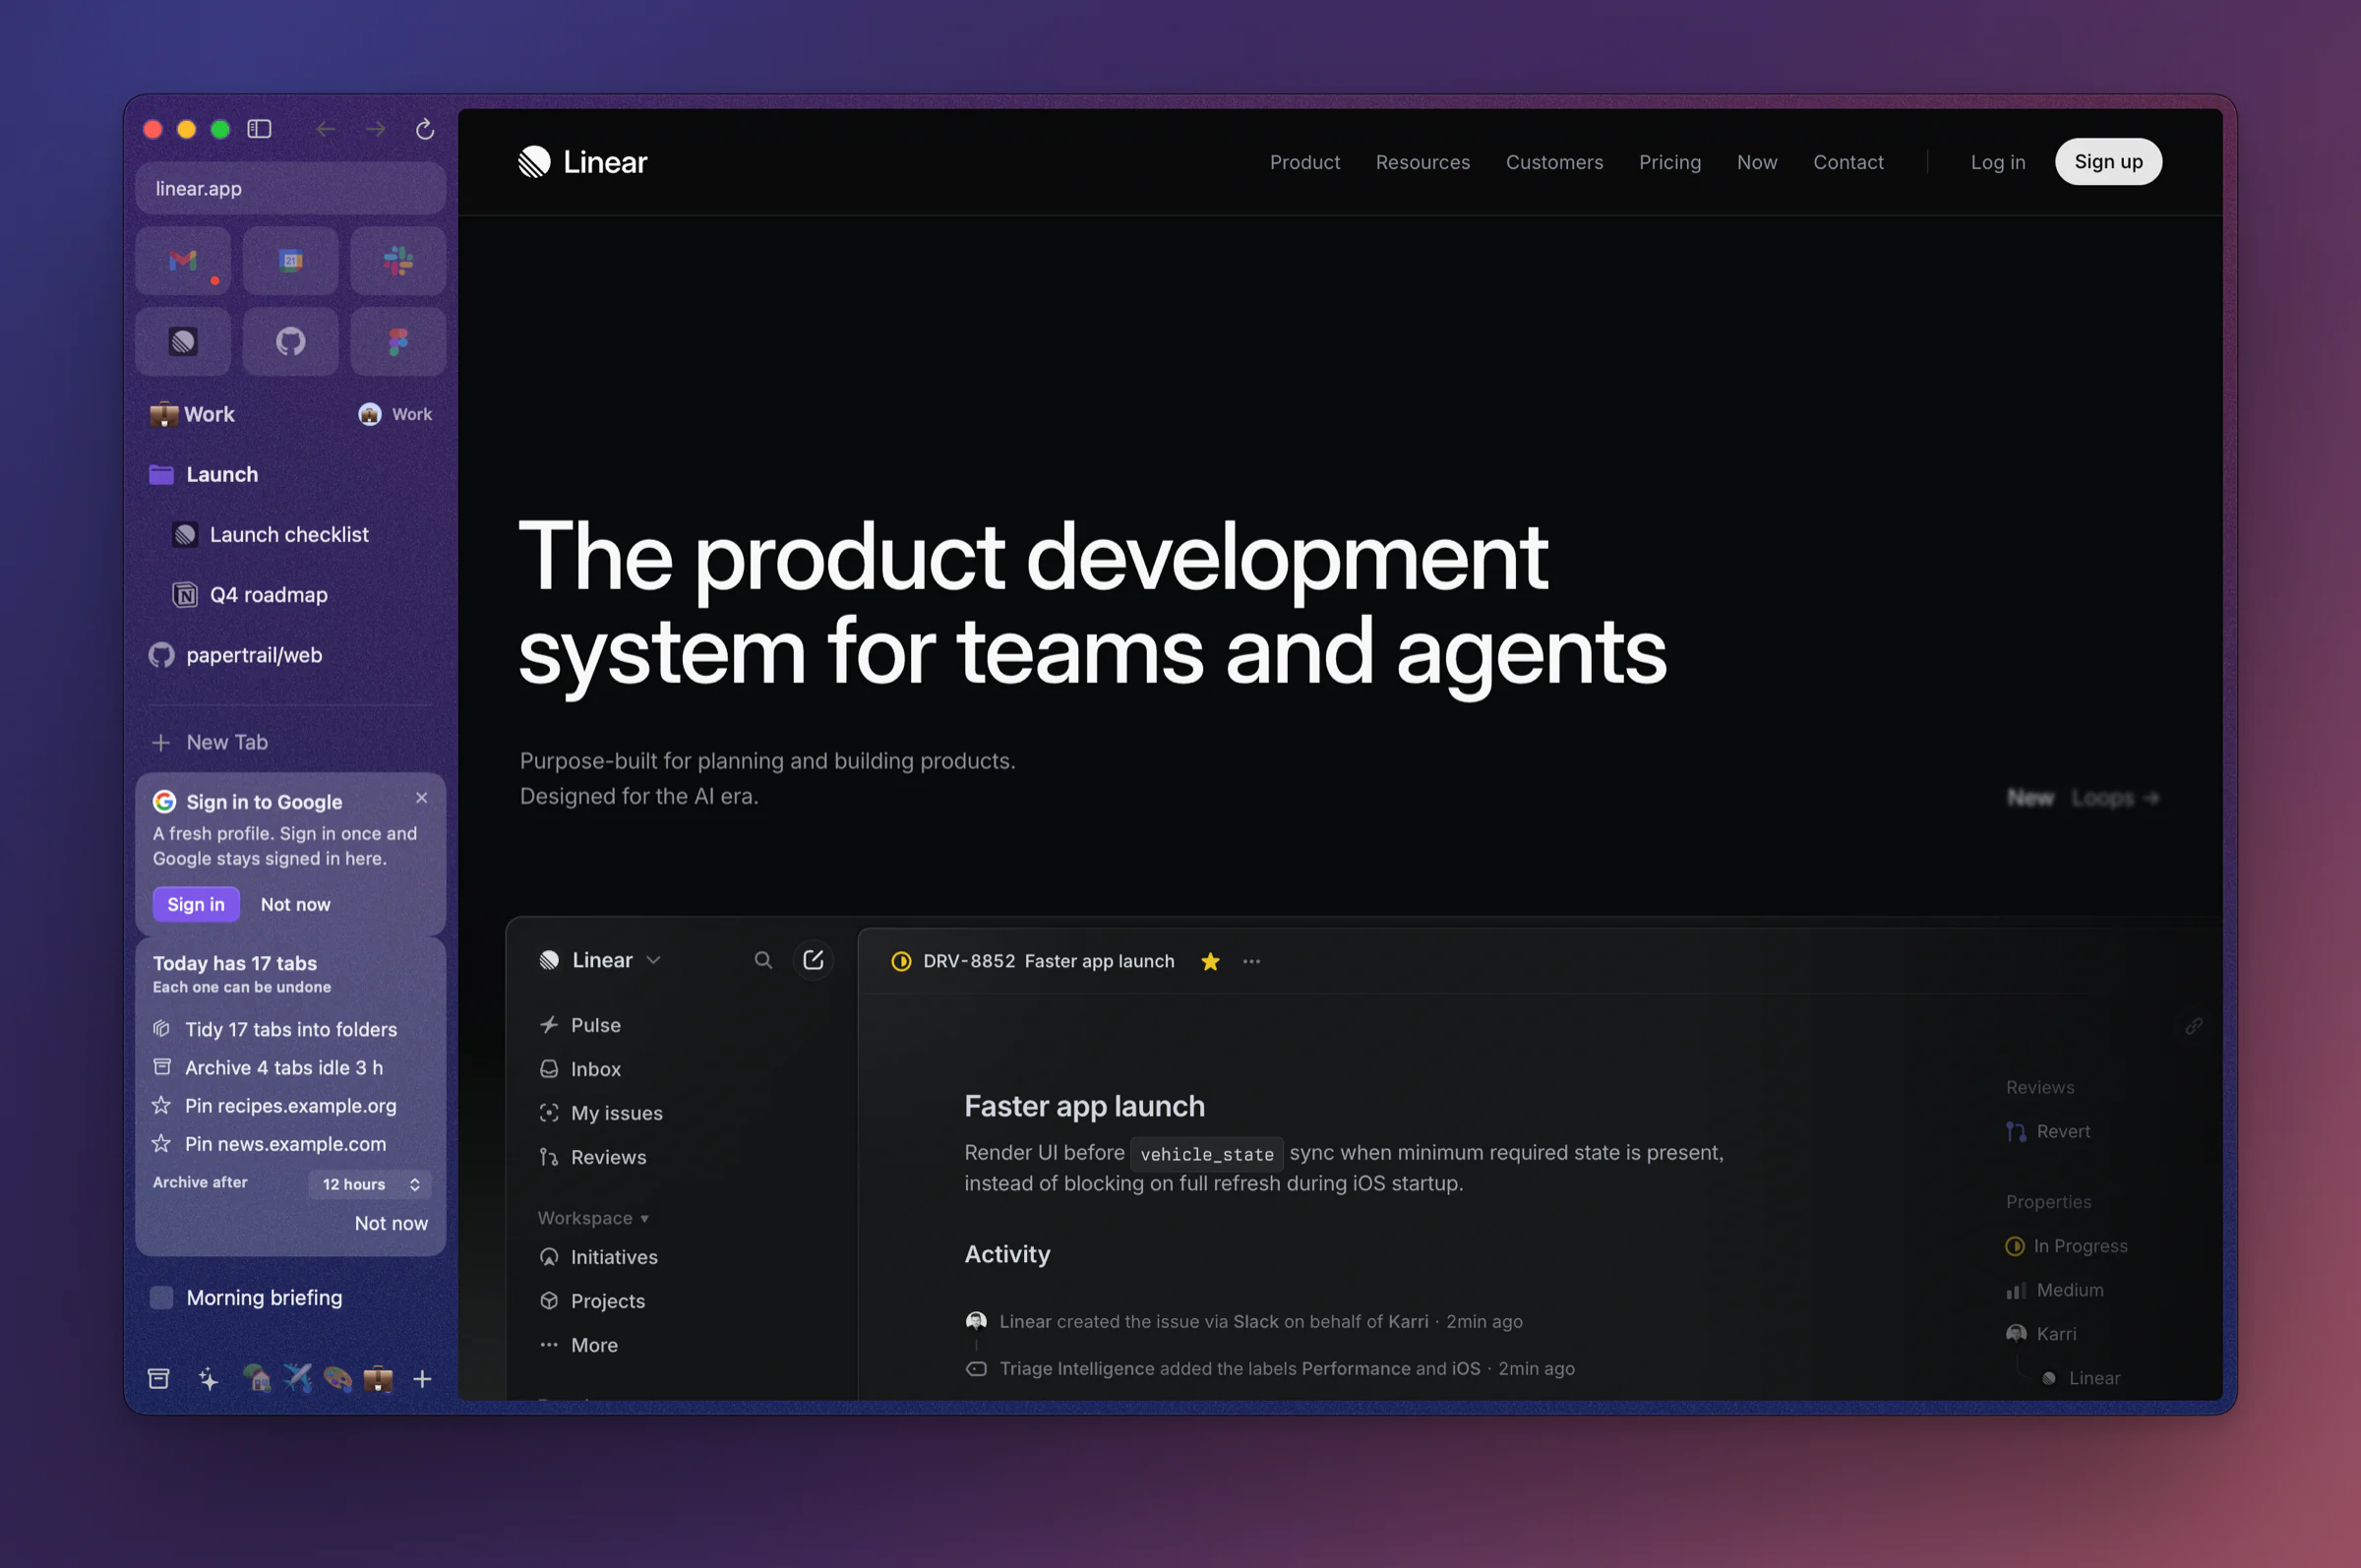 linear.app
21
Work
Work
Launch
Launch checklist
Q4 roadmap
papertrail/web
New Tab
Sign in to Google
A fresh profile. Sign in once and
Google stays signed in here.
Sign in
Not now
Today has 17 tabs
Each one can be undone
Tidy 17 tabs into folders
Archive 4 tabs idle 3 h
Pin recipes.example.org
Pin news.example.com
Archive after
12 hours
Not now
Morning briefing
Linear
Product
Resources
Customers
Pricing
Now
Contact
Log in
Sign up
The product development
system for teams and agents
Purpose-built for planning and building products.
Designed for the AI era.
New Loops →
Linear
Pulse
Inbox
My issues
Reviews
Workspace
Initiatives
Projects
More
DRV-8852 Faster app launch
Faster app launch
Render UI before vehicle_state sync when minimum required state is present,
instead of blocking on full refresh during iOS startup.
Activity
Linear created the issue via Slack on behalf of Karri · 2min ago
Triage Intelligence added the labels Performance and iOS · 2min ago
Reviews
Revert
Properties
In Progress
Medium
Karri
Linear